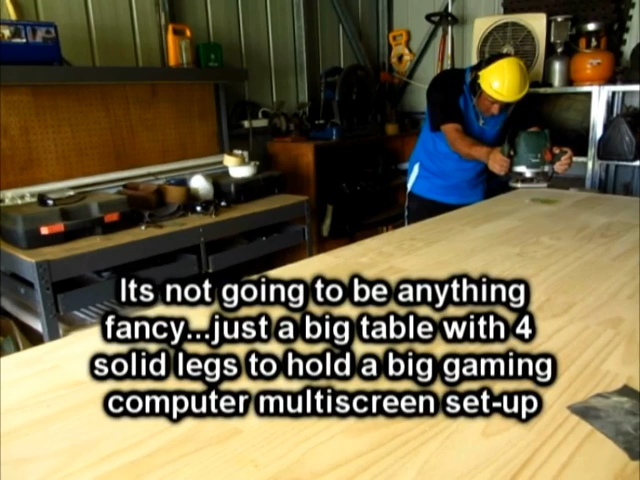 Its not going to be anything
fancy...just a big table with 4
solid legs to hold a big gaming
computer multiscreen set-up